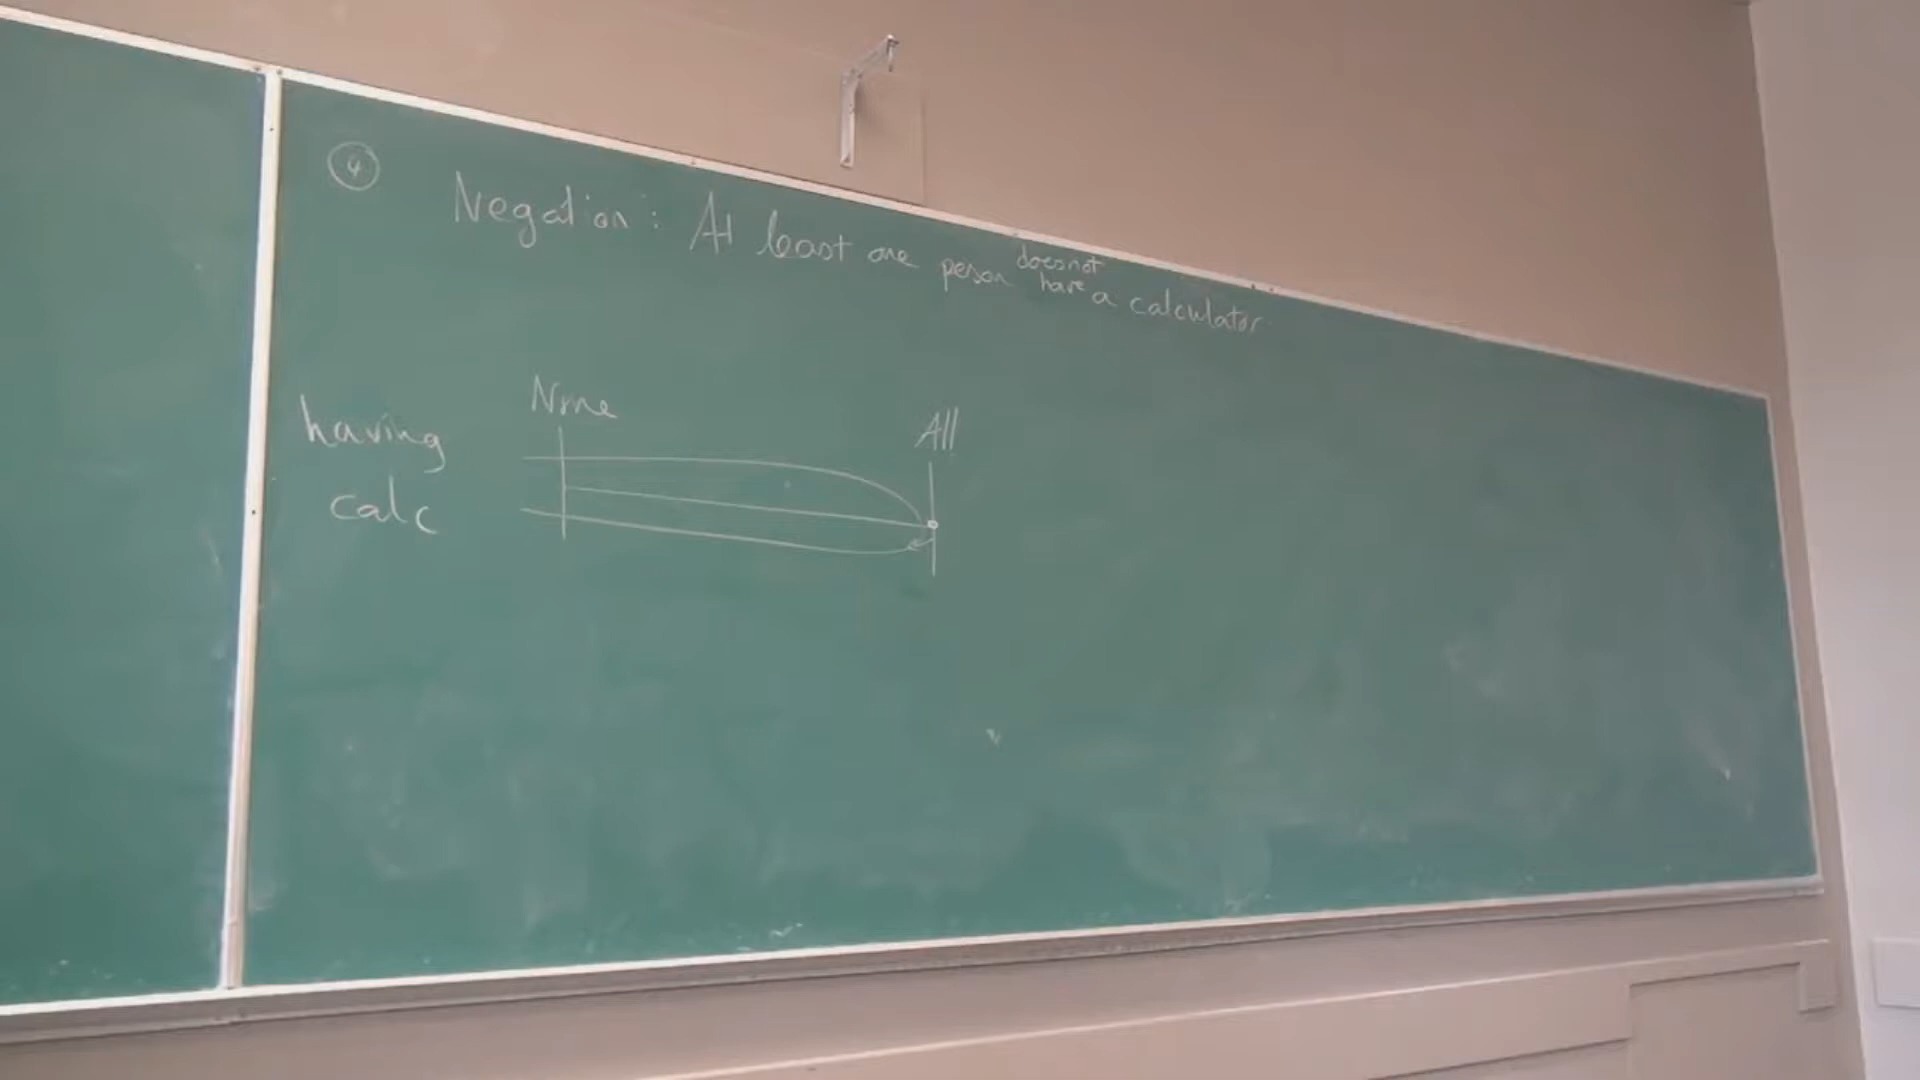 ④
Negation: At least one person does not have a calculator.
None
All
having
calc